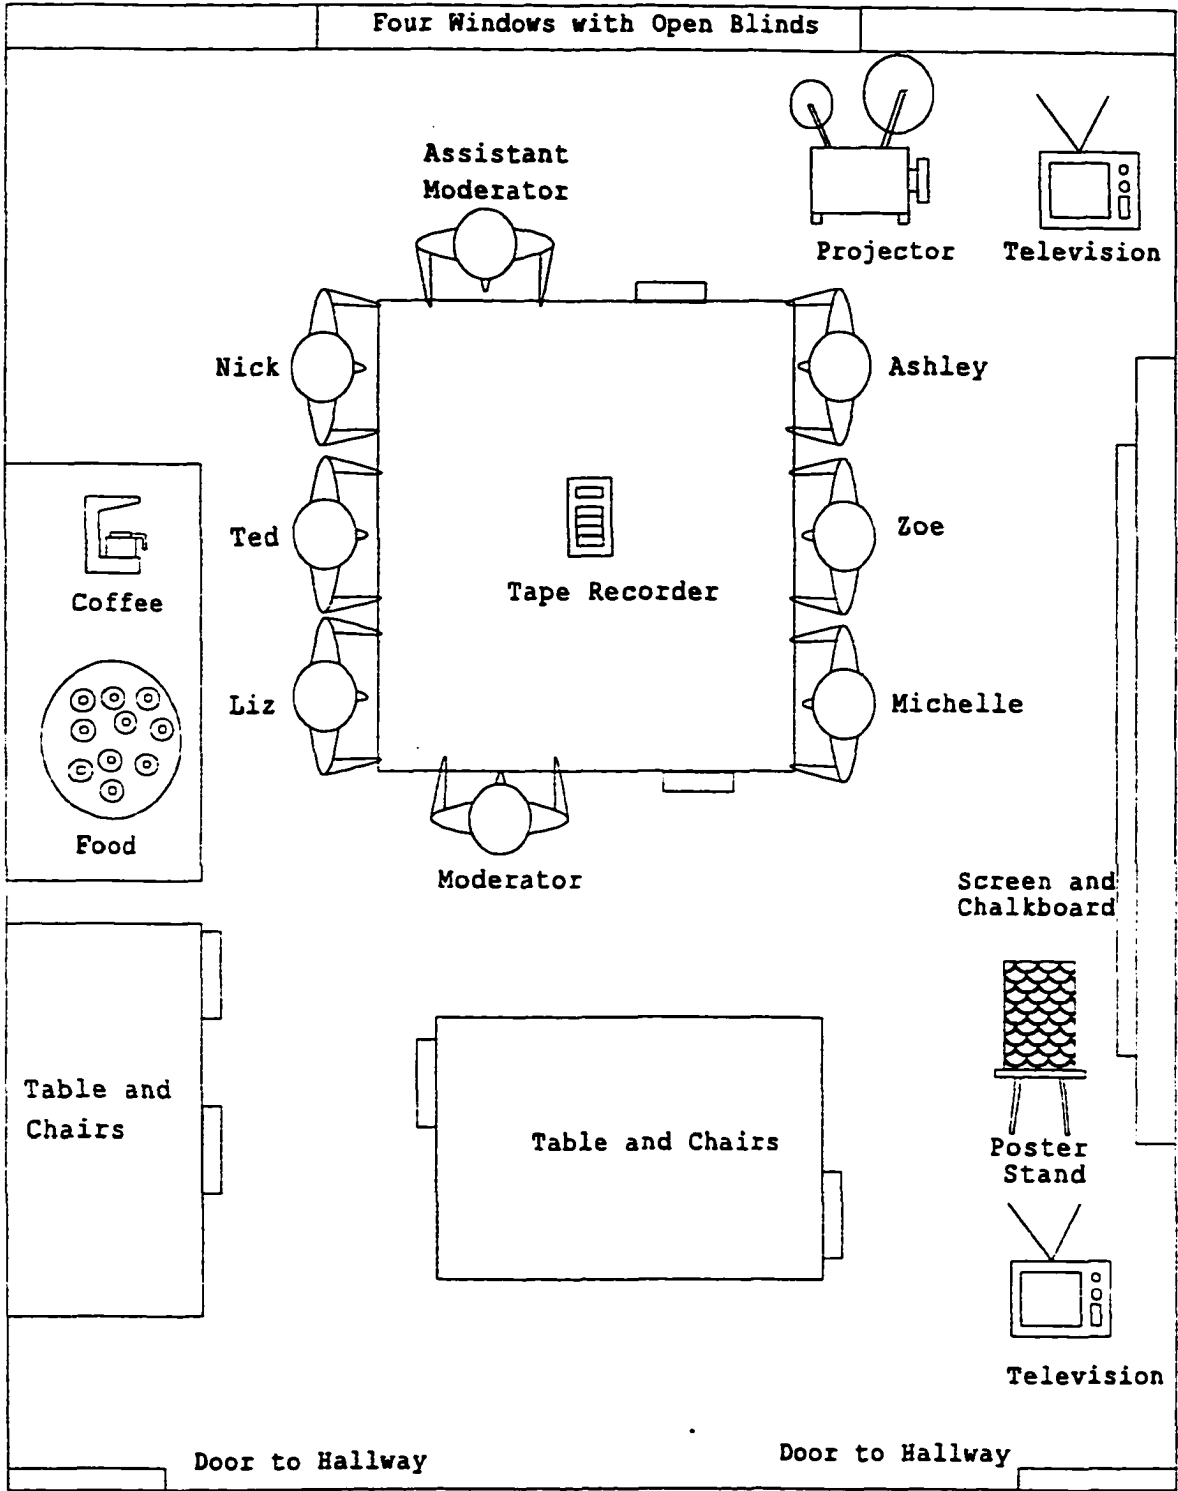 Four Windows with Open Blinds
Assistant
Moderator
Projector
Television
Nick
Ashley
Ted
Zoe
Coffee
Tape Recorder
Liz
Michelle
Food
Moderator
Screen and
Chalkboard
Table and
Chairs
Table and Chairs
Poster
Stand
Television
Door to Hallway
Door to Hallway